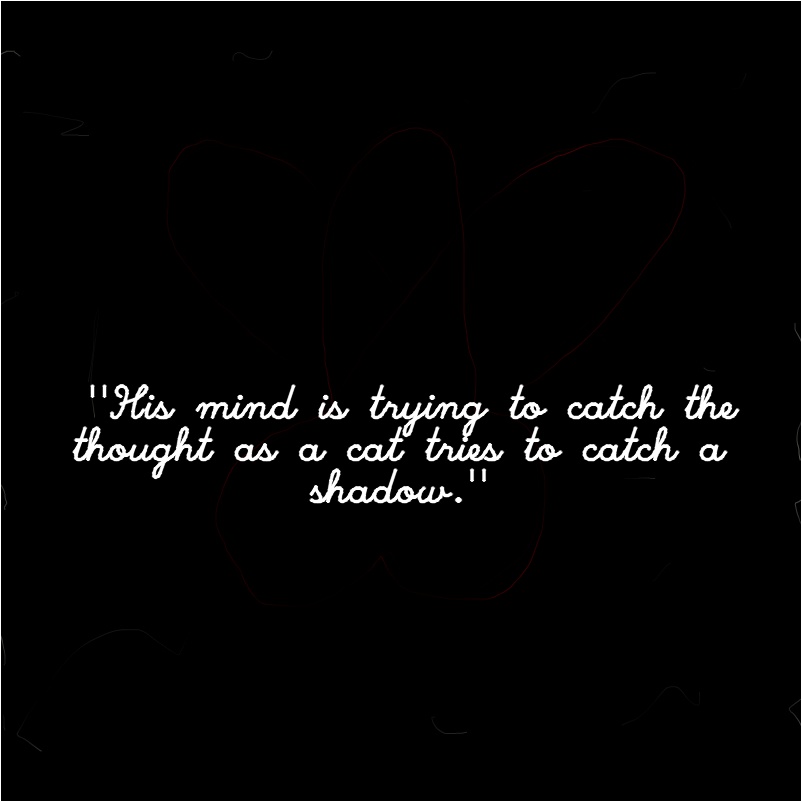 "His mind is trying to catch the
thought as a cat tries to catch a
shadow."